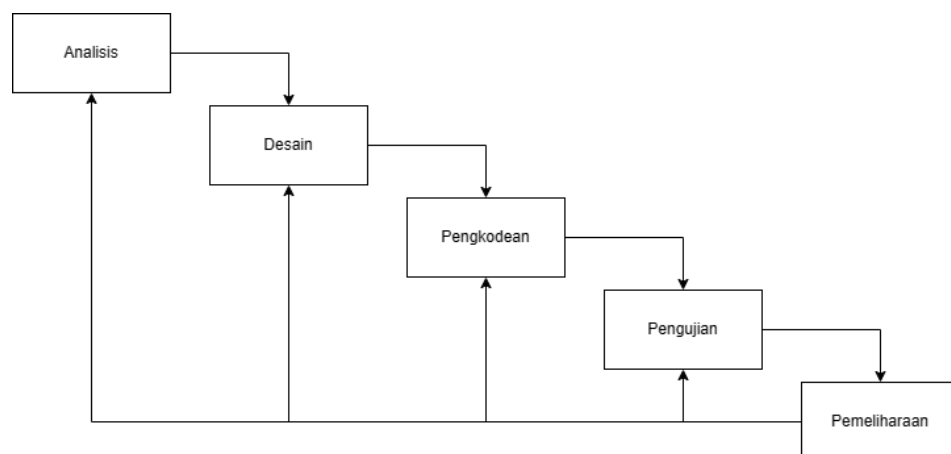 Analisis
Desain
Pengkodean
Pengujian
Pemeliharaan